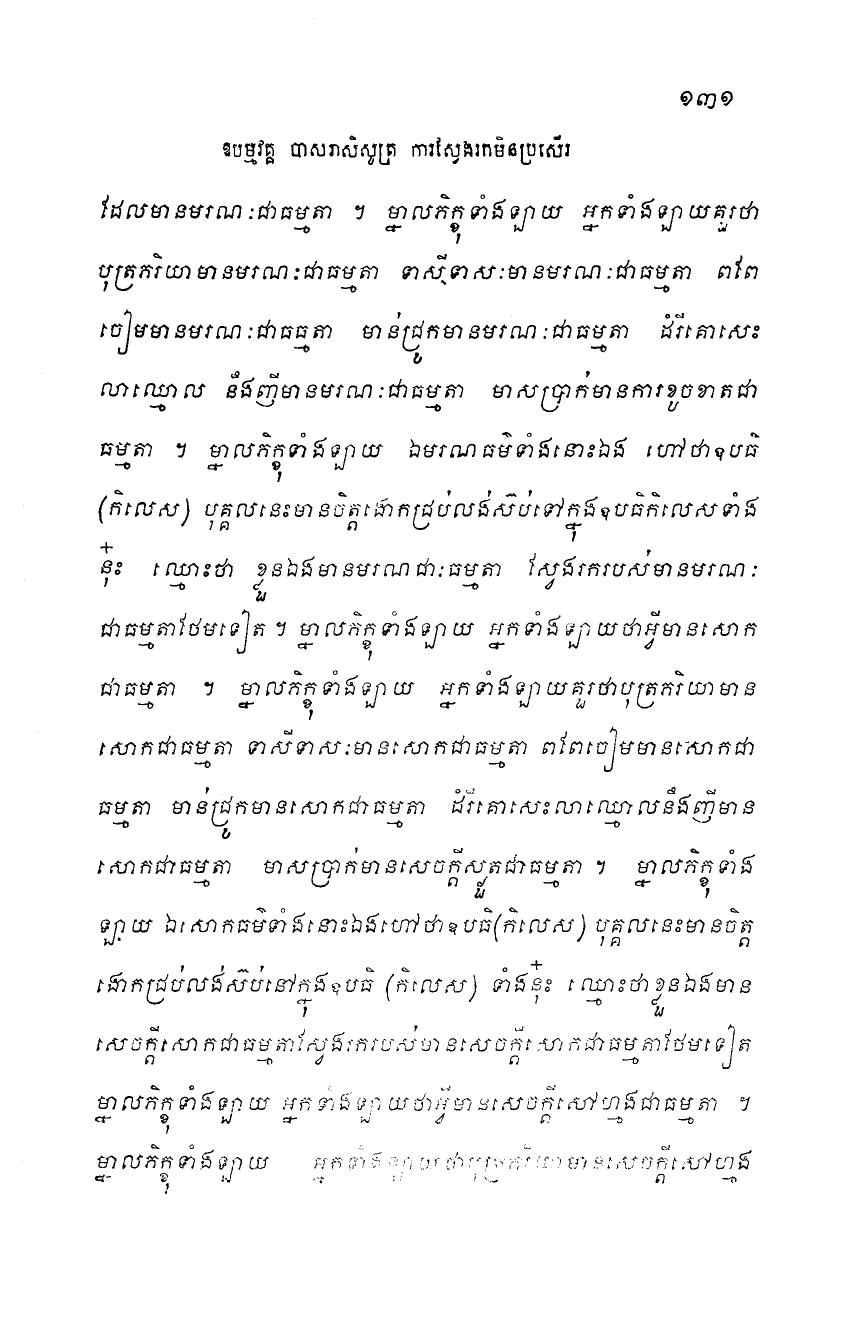 ១៣១
ឧបម្មវគ្គ បាសរាសិសូត្រ ការស្វែងរកមិនប្រសើរ
ដែលមានមរណៈជាធម្មតា ។ ម្នាលភិក្ខុទាំងឡាយ អ្នកទាំងឡាយគួរថា
បុត្រភរិយាមានមរណៈជាធម្មតា ទាសីទាសៈមានមរណៈជាធម្មតា ពពែ
ចៀមមានមរណៈជាធធ្មតា មាន់ជ្រូកមានមរណៈជាធម្មតា ដំរីគោសេះ
លាឈ្មោល នឹងញីមានមរណៈជាធម្មតា មាសប្រាក់មានការខូចខាតជា
ធម្មតា ។ ម្នាលភិក្ខុទាំងឡាយ ឯមរណធម៌ទាំងនោះឯង ហៅថាឧបធិ
(កិលេស) បុគ្គលនេះមានចិត្តងោកជ្រប់លង់ស៊ប់ទៅក្នុងឧបធិកិលេសទាំង
នុ៎ះ ឈ្មោះថា ខ្លួនឯងមានមរណជាៈធម្មតា ស្វែងរករបស់មានមរណៈ
ជាធម្មតាថែមទៀត ។ ម្នាលភិក្ខុទាំងឡាយ អ្នកទាំងឡាយថាអ្វីមានសោក
ជាធម្មតា ។ ម្នាលភិក្ខុទាំងឡាយ អ្នកទាំងឡាយគួរថាបុត្រភរិយាមាន
សោកជាធម្មតា ទាសីទាសៈមានសោកជាធម្មតា ពពែចៀមមានសោកជា
ធម្មតា មាន់ជ្រូកមានសោកជាធម្មតា ដំរីគោសេះលាឈ្មោលនឹងញីមាន
សោកជាធម្មតា មាសប្រាក់មានសេចក្ដីស្លួតជាធម្មតា ។ ម្នាលភិក្ខុទាំង
ឡាយ ឯសោកធម៌ទាំងនោះឯងហៅថាឧបធិ(កិលេស) បុគ្គលនេះមានចិត្ត
ងោកជ្រប់លង់ស៊ប់នៅក្នុងឧបធិ (កិលេស) ទាំងនុ៎ះ ឈ្មោះថាខ្លួនឯងមាន
សេចក្ដីសោកជាធម្មតាស្វែងរករបស់មានសេចក្ដីសោកជាធម្មតាថែមទៀត
ម្នាលភិក្ខុទាំងឡាយ អ្នកទាំងឡាយថាអ្វីមានសេចក្ដីសៅហ្មងជាធម្មតា ។
ម្នាលភិក្ខុទាំងឡាយ អ្នកទាំងឡាយថាបុត្រភរិយាមានសេចក្ដីសៅហ្មង